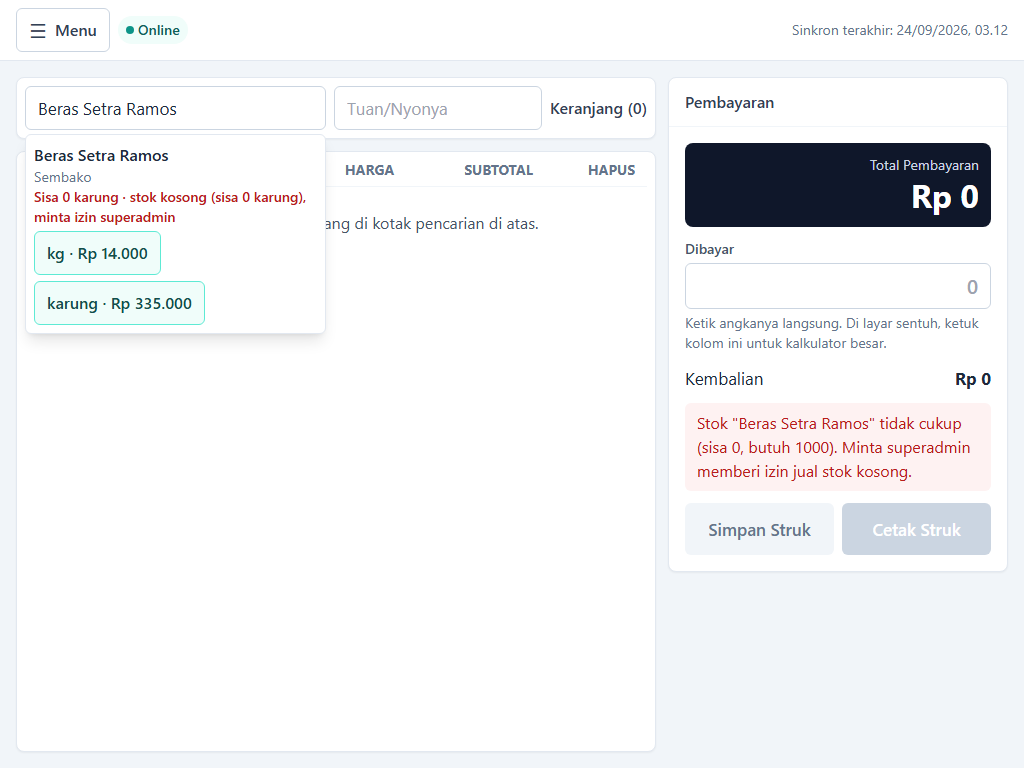 ☰ Menu
Online
Sinkron terakhir: 24/09/2026, 03.12
Beras Setra Ramos
Tuan/Nyonya
Keranjang (0)
Beras Setra Ramos
Sembako
Sisa 0 karung · stok kosong (sisa 0 karung),
minta izin superadmin
kg · Rp 14.000
karung · Rp 335.000
HARGA
SUBTOTAL
HAPUS
ang di kotak pencarian di atas.
Pembayaran
Total Pembayaran
Rp 0
Dibayar
0
Ketik angkanya langsung. Di layar sentuh, ketuk
kolom ini untuk kalkulator besar.
Kembalian
Rp 0
Stok "Beras Setra Ramos" tidak cukup
(sisa 0, butuh 1000). Minta superadmin
memberi izin jual stok kosong.
Simpan Struk
Cetak Struk